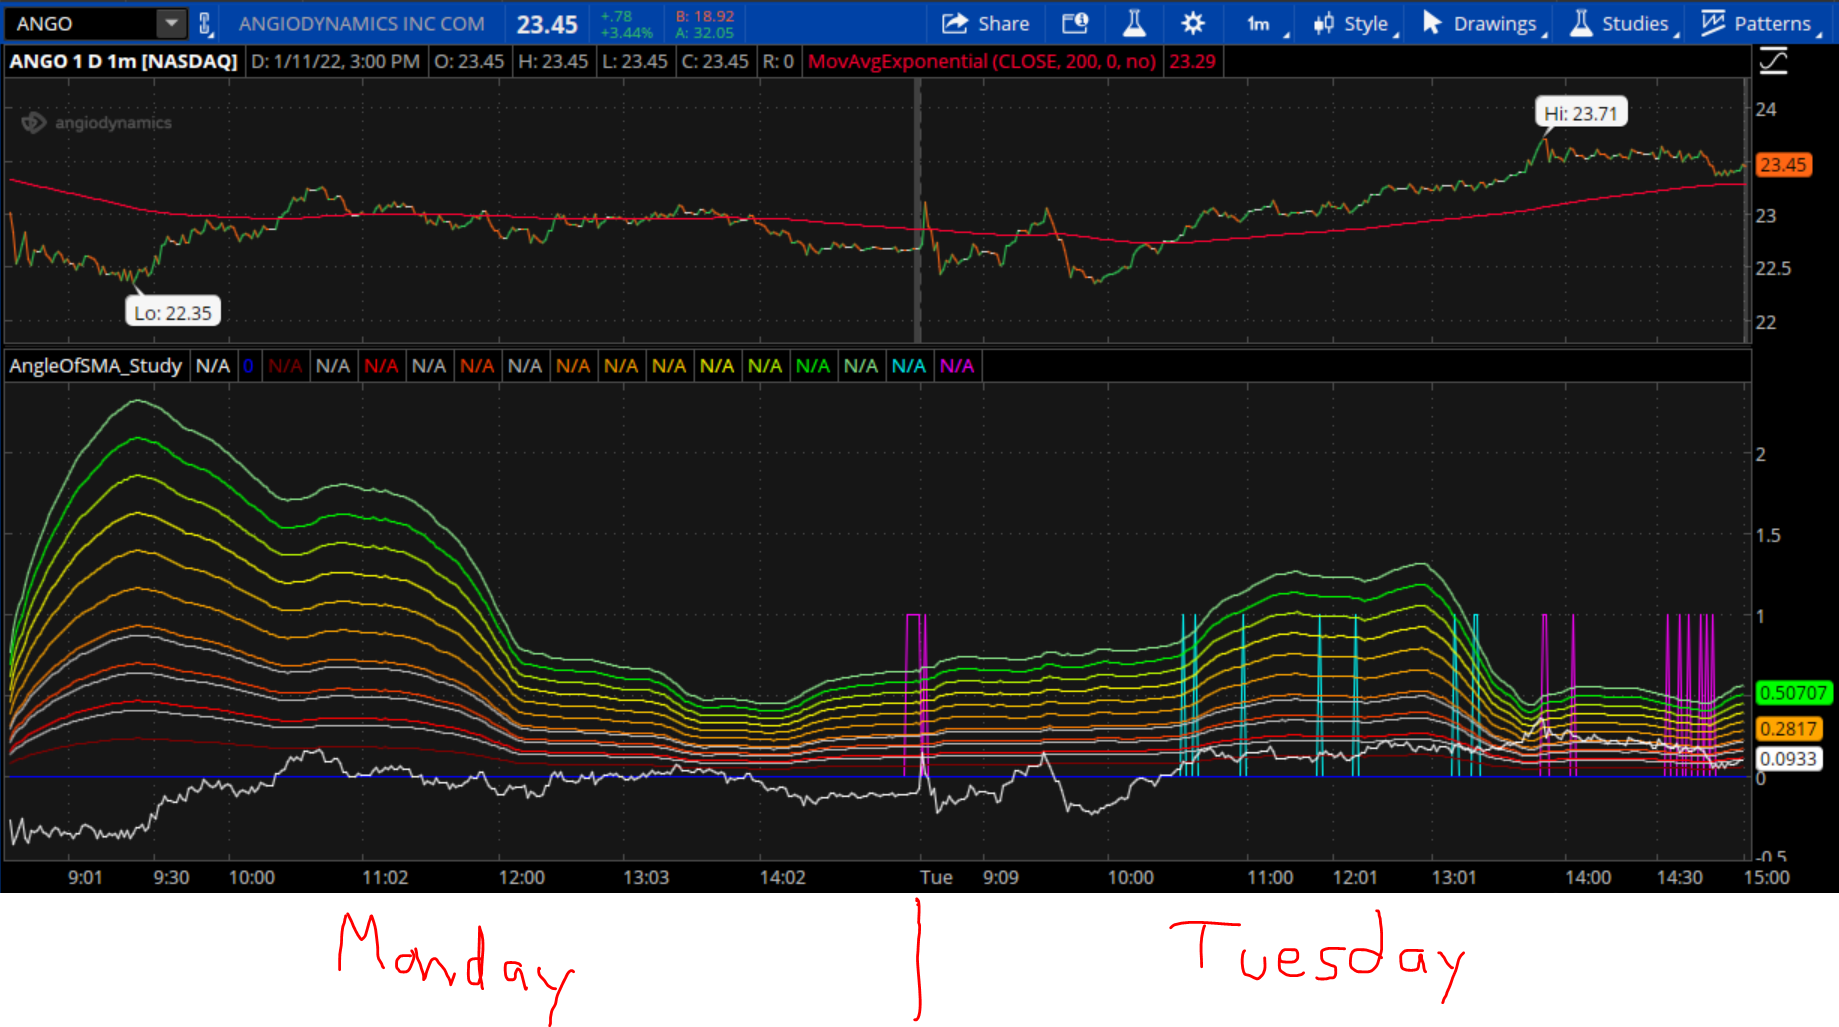 ANGO ANGIODYNAMICS INC COM 23.45 +.78 +3.44% B: 18.92 A: 32.05 Share 1m Style Drawings Studies Patterns
ANGO 1 D 1m [NASDAQ] D: 1/11/22, 3:00 PM O: 23.45 H: 23.45 L: 23.45 C: 23.45 R: 0 MovAvgExponential (CLOSE, 200, 0, no) 23.29
angiodynamics
Hi: 23.71
Lo: 22.35
24
23.45
23
22.5
22
AngleOfSMA_Study N/A 0 N/A N/A N/A N/A N/A N/A N/A N/A N/A N/A N/A N/A N/A N/A N/A
2
1.5
1
0.50707
0.2817
0.0933
0
-0.5
9:01 9:30 10:00 11:02 12:00 13:03 14:02 Tue 9:09 10:00 11:00 12:01 13:01 14:00 14:30 15:00
Monday Tuesday